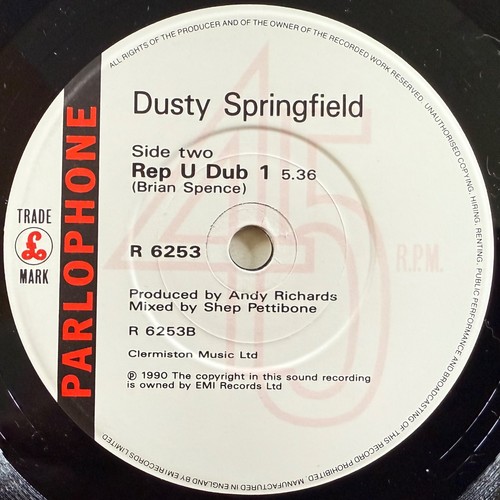 ALL RIGHTS OF THE PRODUCER AND OF THE OWNER OF THE RECORDED WORK RESERVED. UNAUTHORISED COPYING, HIRING, RENTING, PUBLIC PERFORMANCE AND BROADCASTING OF THIS RECORD PROHIBITED. MANUFACTURED IN ENGLAND BY EMI RECORDS LIMITED
Dusty Springfield
Side two
Rep U Dub 1 5.36
(Brian Spence)
PARLOPHONE
TRADE
£
MARK
R 6253
45
R.P.M.
Produced by Andy Richards
Mixed by Shep Pettibone
R 6253B
Clermiston Music Ltd
℗ 1990 The copyright in this sound recording
is owned by EMI Records Ltd